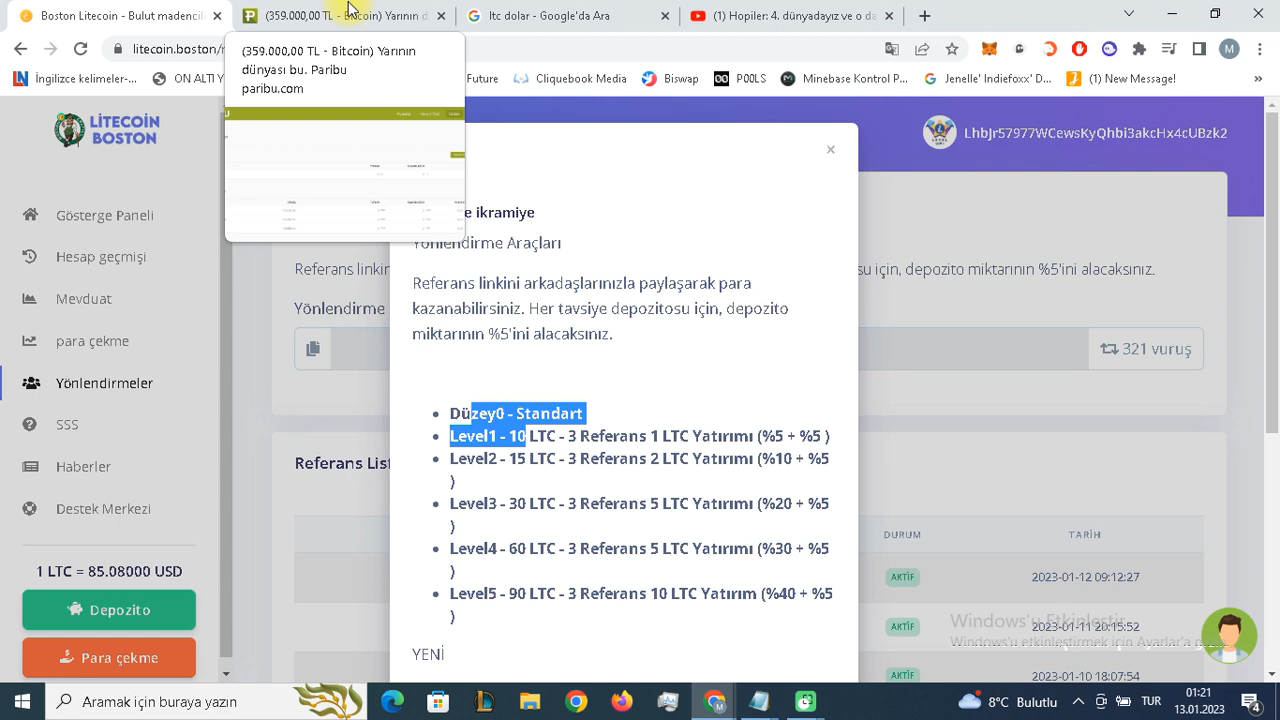 Boston Litecoin - Bulut madencil
(359.000,00 TL - Bitcoin) Yarının
ltc dolar - Google'da Ara
Hopiler: 4. dünyadayız ve o da
litecoin.boston/r
M
İngilizce kelimeler-...
ON ALTI Y
Future
Cliquebook Media
Biswap
P00LS
Minebase Kontrol P...
Jenelle' Indiefoxx' D...
(1) New Message!
(359.000,00 TL - Bitcoin) Yarının
dünyası bu. Paribu
paribu.com
LiTECOiN
BOSTON
LhbJr57977WCewsKyQhbi3akcHx4cUBzk2
Gösterge Paneli
Hesap geçmişi
Mevduat
para çekme
Yönlendirmeler
SSS
Haberler
Destek Merkezi
1 LTC = 85.08000 USD
Depozito
Para çekme
e ikramiye
Yönlendirme Araçları
Referans linkini arkadaşlarınızla paylaşarak para
kazanabilirsiniz. Her tavsiye depozitosu için, depozito
miktarının %5'ini alacaksınız.
Referans linkin
su için, depozito miktarının %5'ini alacaksınız.
Yönlendirme
321 vuruş
Düzey0 - Standart
Level1 - 10 LTC - 3 Referans 1 LTC Yatırımı (%5 + %5 )
Level2 - 15 LTC - 3 Referans 2 LTC Yatırımı (%10 + %5
)
Level3 - 30 LTC - 3 Referans 5 LTC Yatırımı (%20 + %5
)
Level4 - 60 LTC - 3 Referans 5 LTC Yatırımı (%30 + %5
)
Level5 - 90 LTC - 3 Referans 10 LTC Yatırım (%40 + %5
)
YENİ
Referans List
DURUM
TARİH
AKTİF
2023-01-12 09:12:27
AKTİF
2023-01-11 20:15:52
AKTİF
2023-01-10 18:07:54
Windows'u Etkinleştir
Windows'u etkinleştirmek için Ayarlar'a gidin.
Aramak için buraya yazın
8°C Bulutlu
TUR
01:21
13.01.2023
4